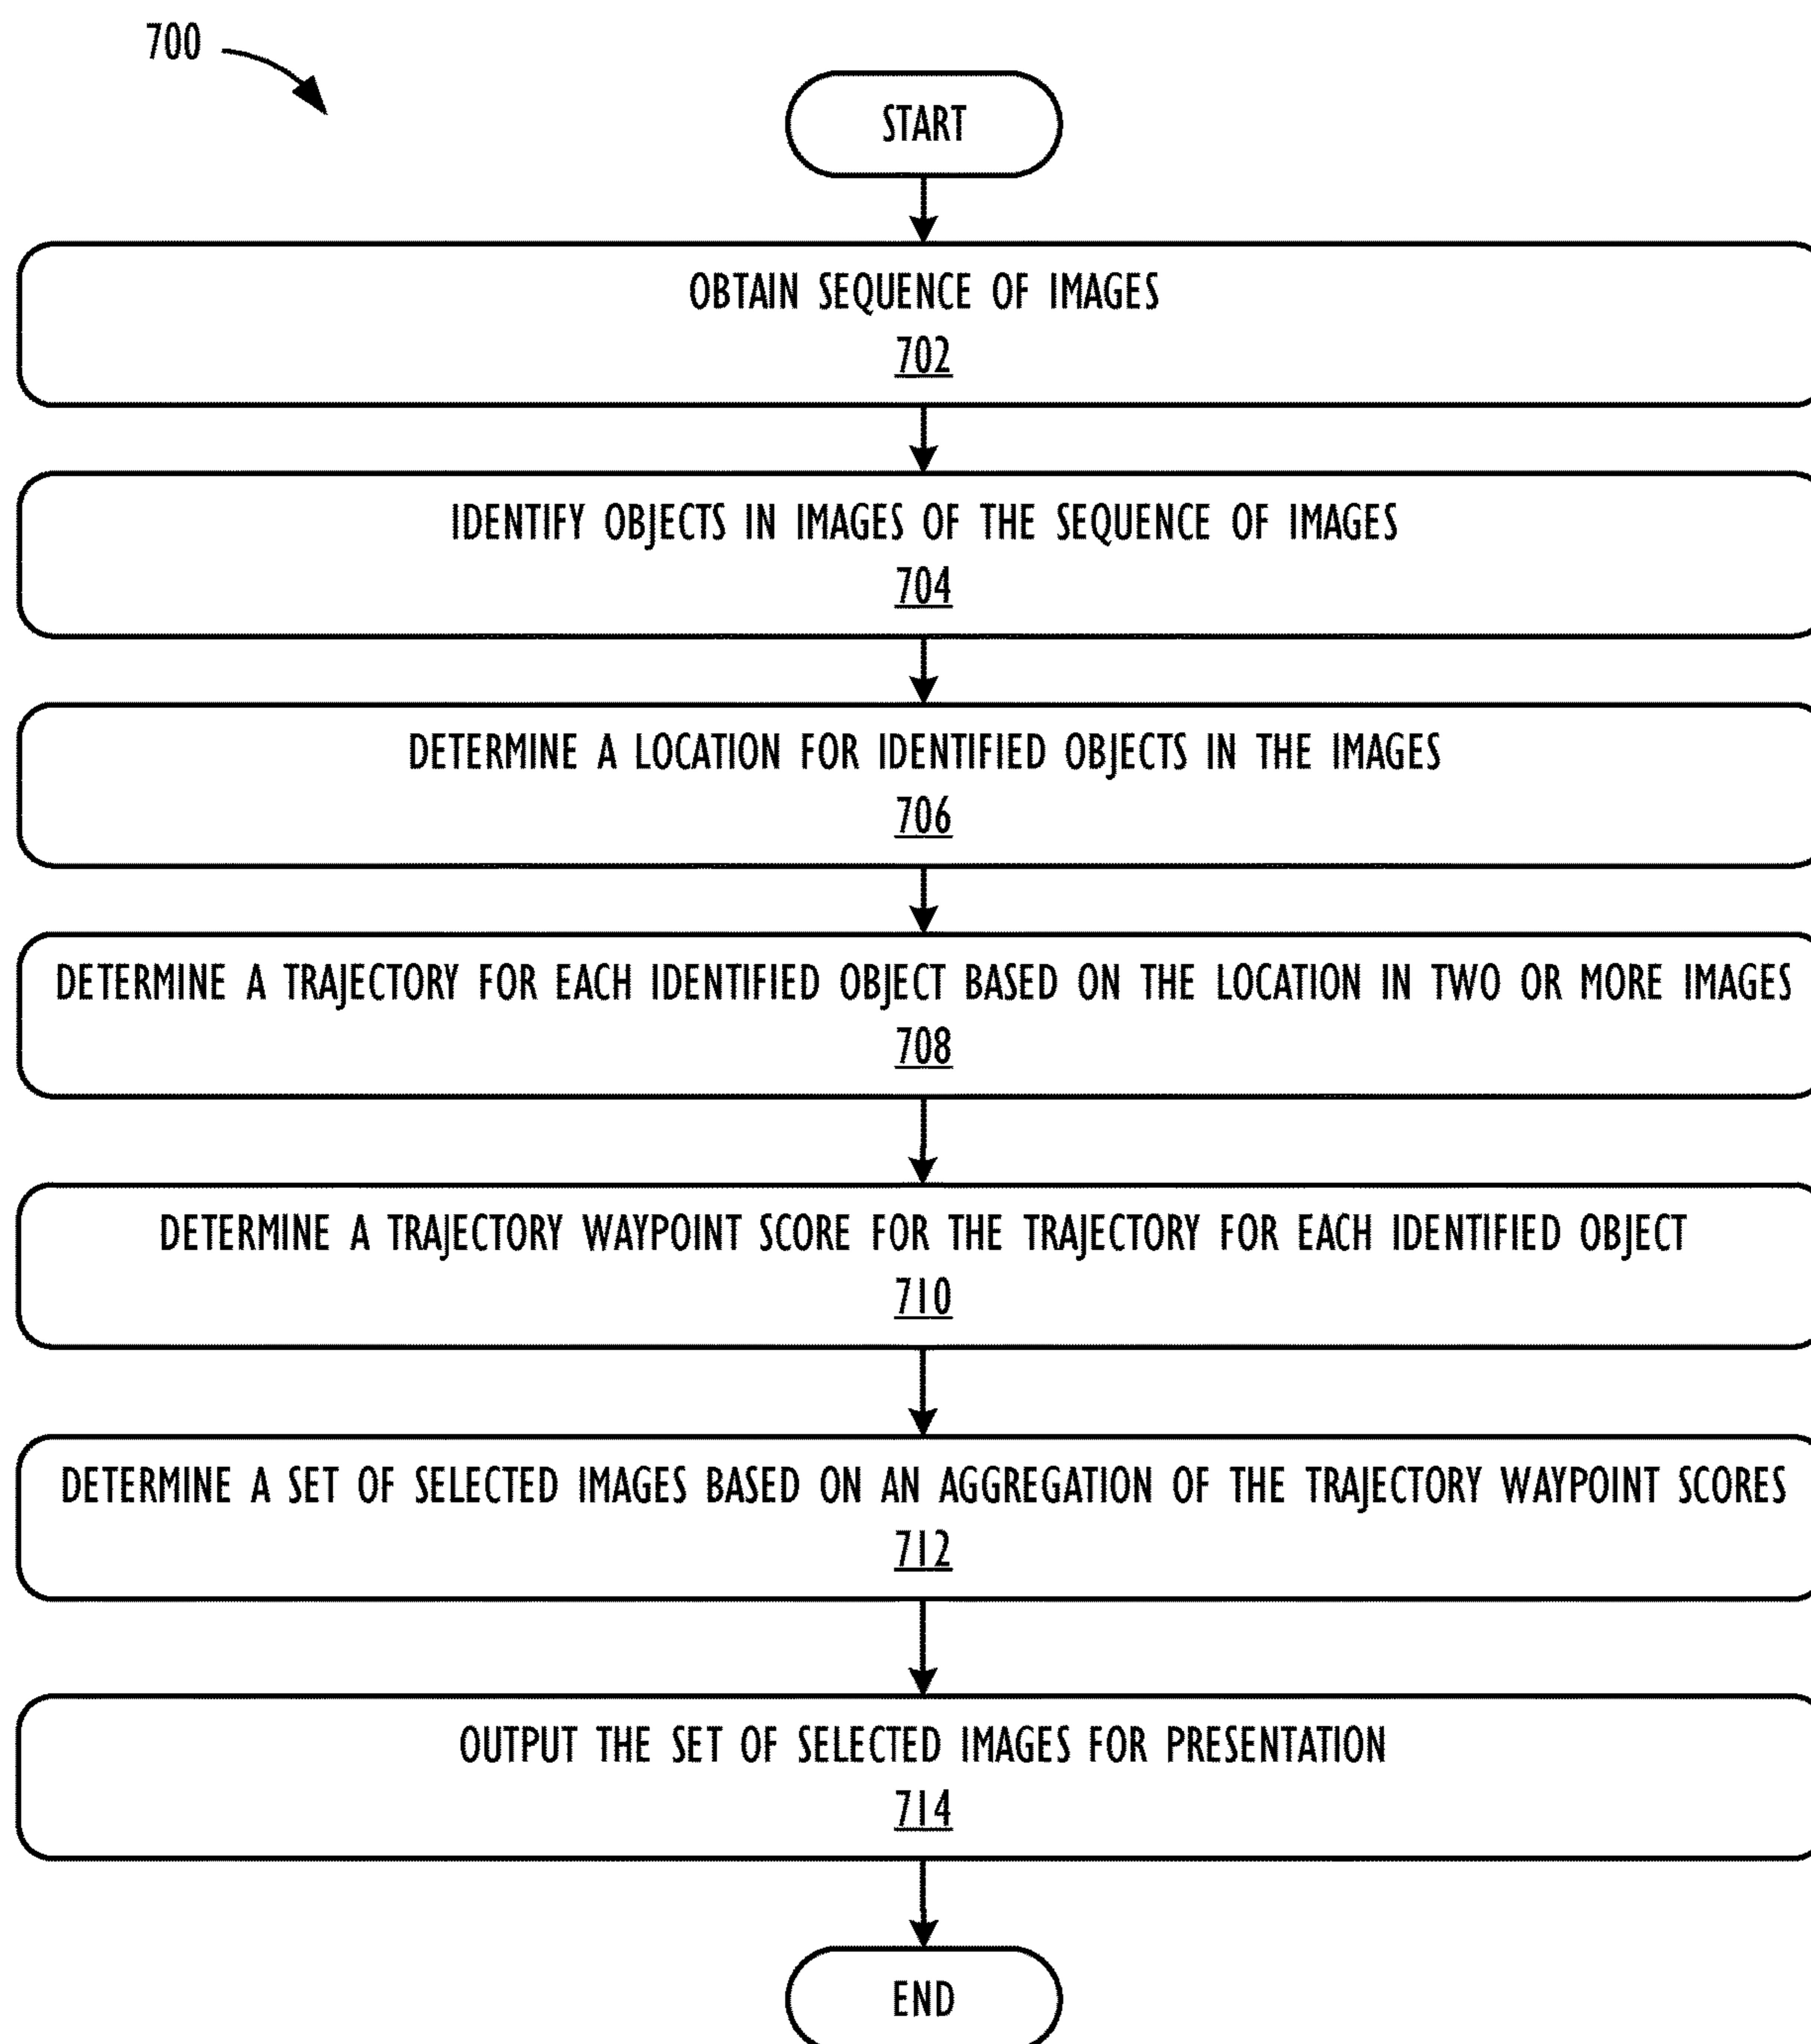 700
START
OBTAIN SEQUENCE OF IMAGES
702
IDENTIFY OBJECTS IN IMAGES OF THE SEQUENCE OF IMAGES
704
DETERMINE A LOCATION FOR IDENTIFIED OBJECTS IN THE IMAGES
706
DETERMINE A TRAJECTORY FOR EACH IDENTIFIED OBJECT BASED ON THE LOCATION IN TWO OR MORE IMAGES
708
DETERMINE A TRAJECTORY WAYPOINT SCORE FOR THE TRAJECTORY FOR EACH IDENTIFIED OBJECT
710
DETERMINE A SET OF SELECTED IMAGES BASED ON AN AGGREGATION OF THE TRAJECTORY WAYPOINT SCORES
712
OUTPUT THE SET OF SELECTED IMAGES FOR PRESENTATION
714
END